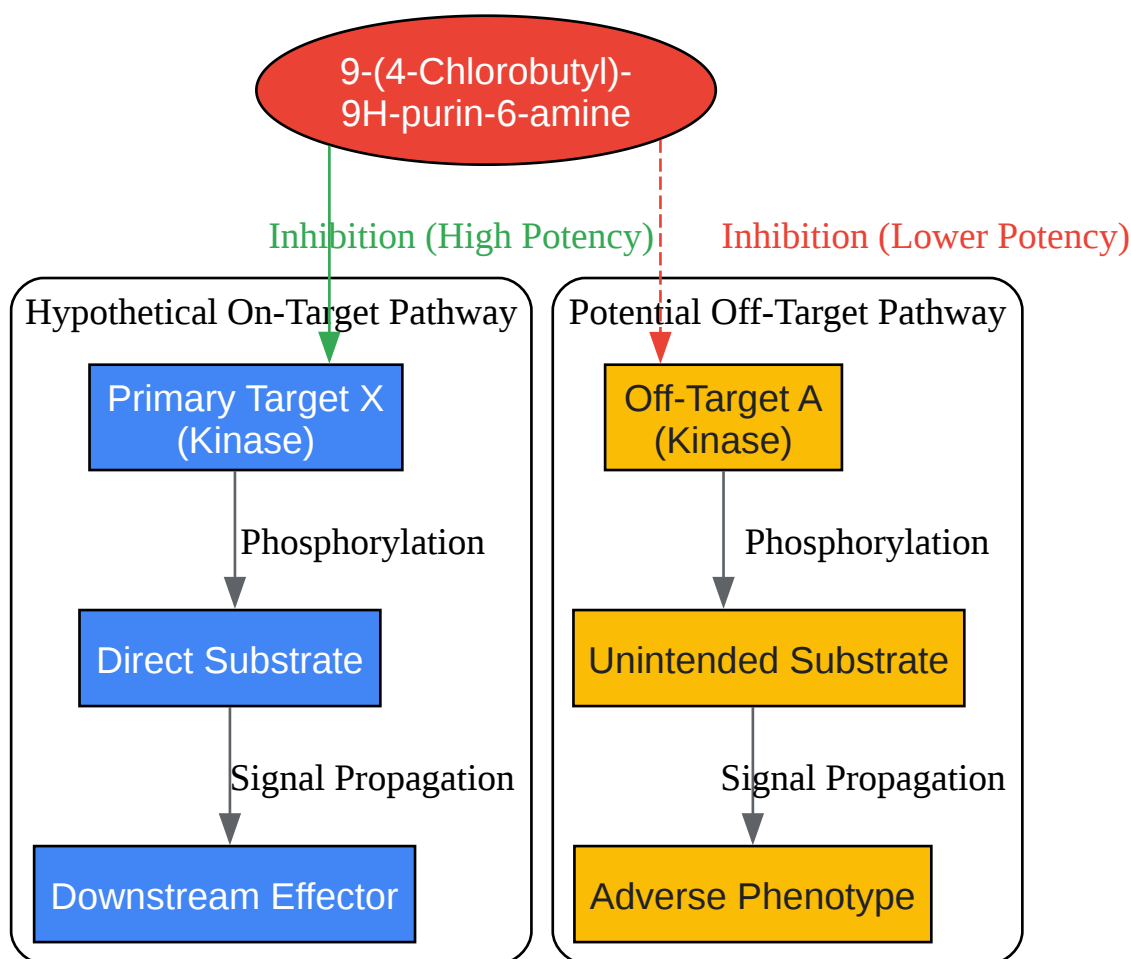 9-(4-Chlorobutyl)-
9H-purin-6-amine
Inhibition (High Potency)
Inhibition (Lower Potency)
Hypothetical On-Target Pathway
Potential Off-Target Pathway
Primary Target X
(Kinase)
Off-Target A
(Kinase)
Phosphorylation
Phosphorylation
Direct Substrate
Unintended Substrate
Signal Propagation
Signal Propagation
Downstream Effector
Adverse Phenotype